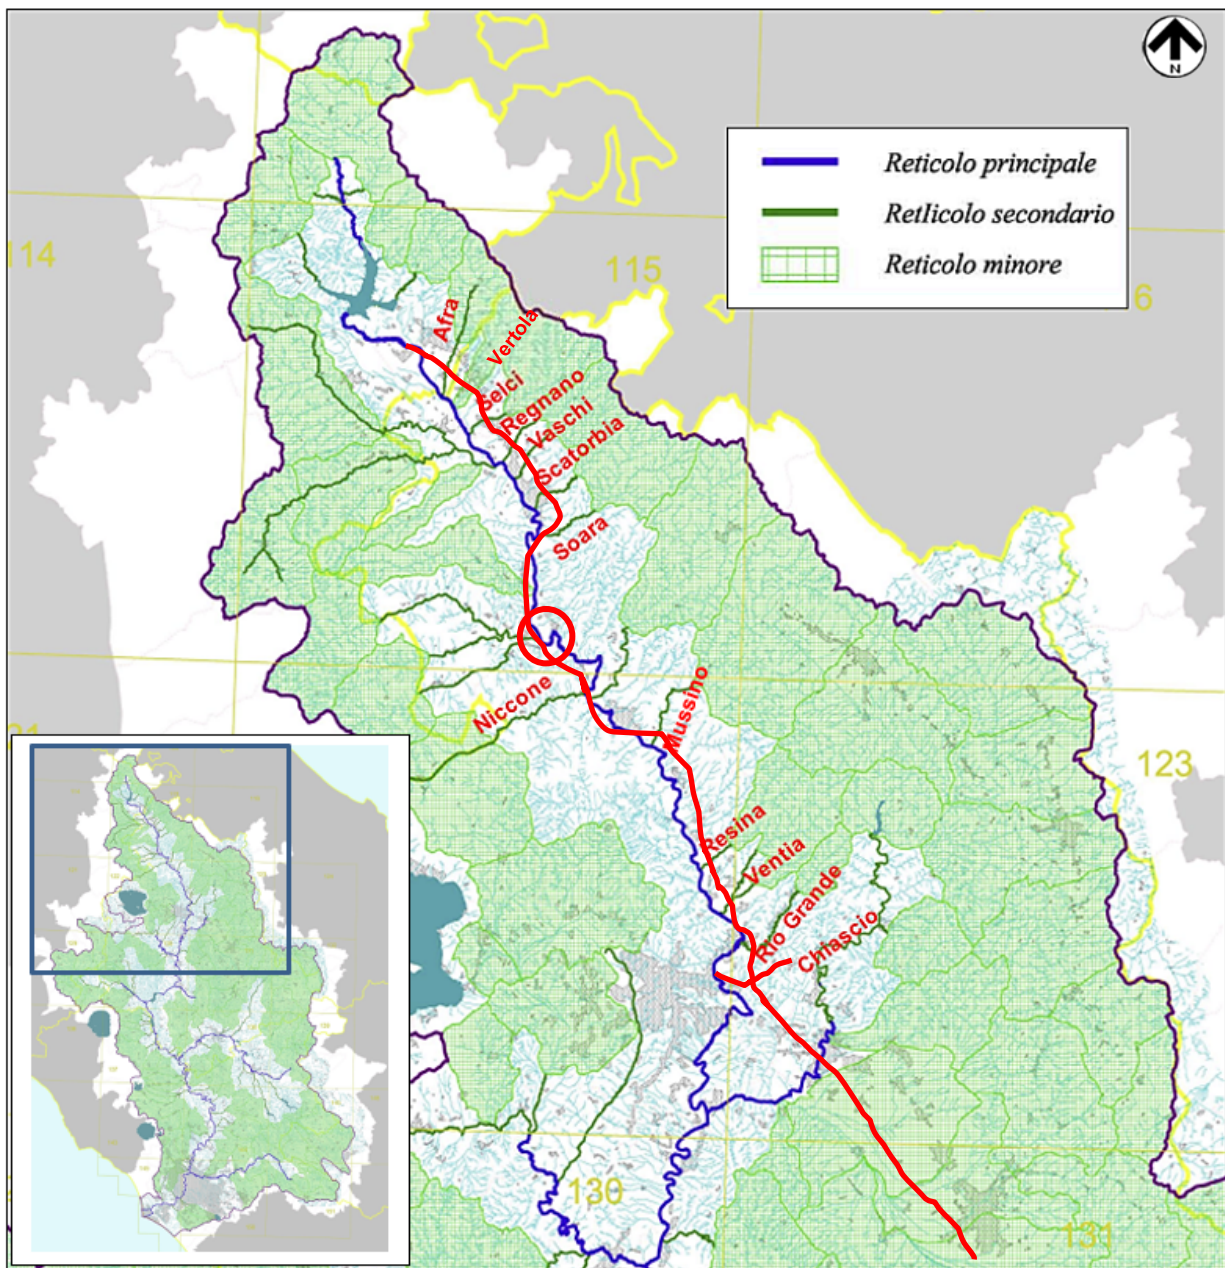 N
Reticolo principale
Retlicolo secondario
Reticolo minore
114
115
6
Afra
Vertola
Selci
Regnano
Vaschi
Scatorbia
Soara
Niccone
Mussino
21
123
Resina
Ventia
Rio Grande
Chiascio
130
131